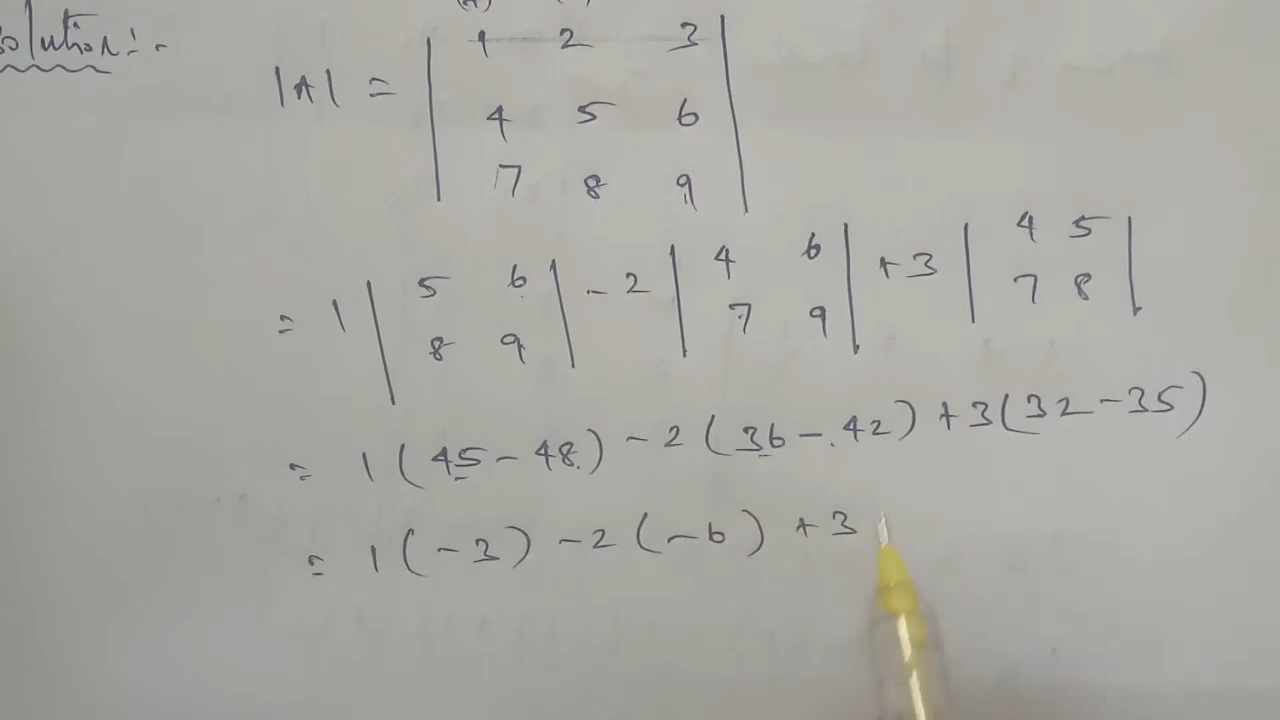 solution:-
1 2 3
|A| =
4 5 6
7 8 9
= 1 | 5 6 | - 2 | 4 6 | + 3 | 4 5 |
8 9 | 7 9 | 7 8 |
= 1 (45 - 48) - 2 (36 - 42) + 3 (32 - 35)
= 1 (-3) - 2 (-6) + 3